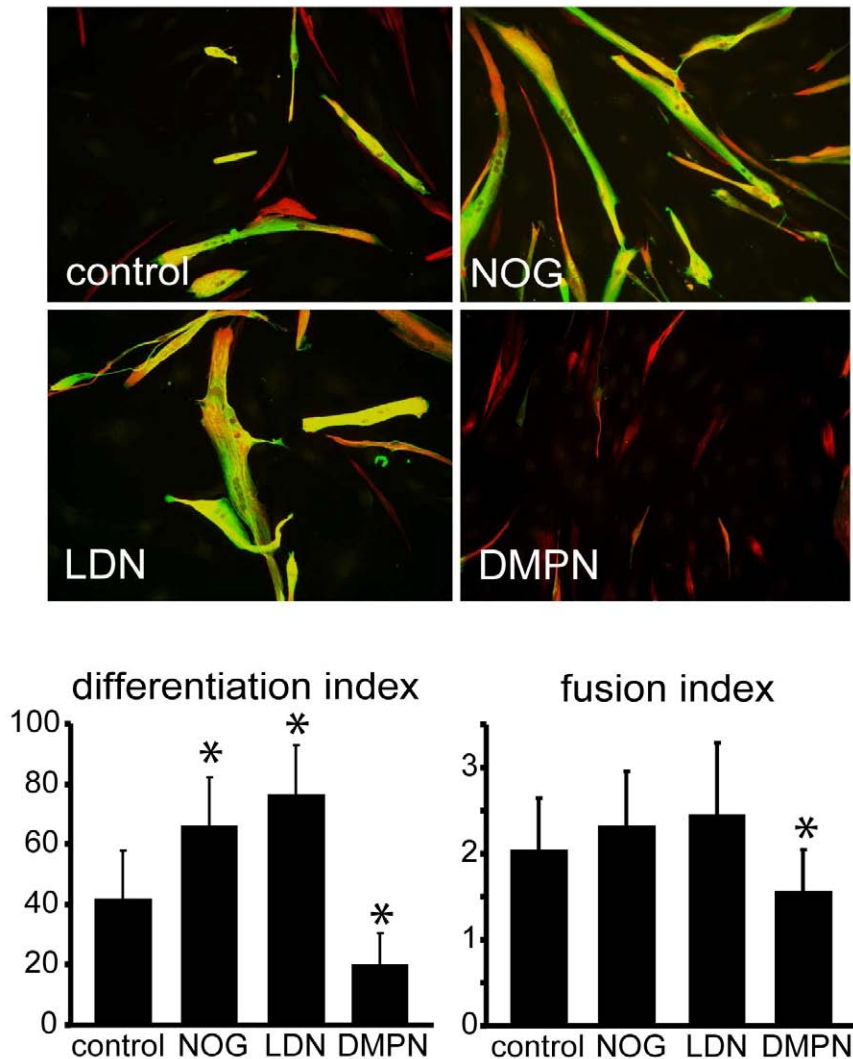 control
NOG
LDN
DMPN
differentiation index
100
80
60
40
20
0
*
*
*
control NOG LDN DMPN
fusion index
3
2
1
0
*
control NOG LDN DMPN